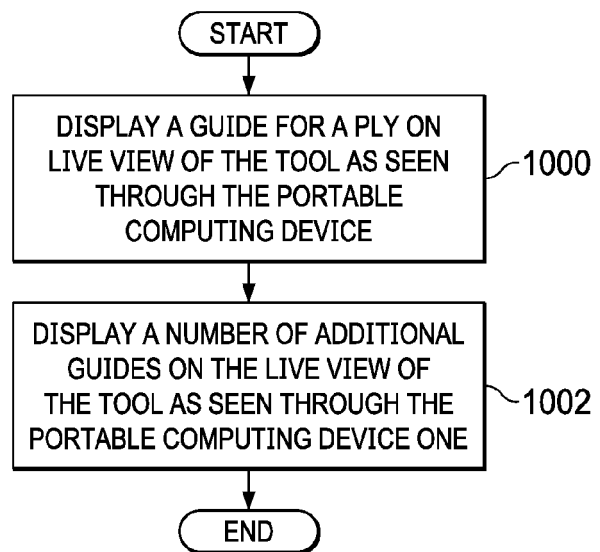 START
DISPLAY A GUIDE FOR A PLY ON
LIVE VIEW OF THE TOOL AS SEEN
THROUGH THE PORTABLE
COMPUTING DEVICE
1000
DISPLAY A NUMBER OF ADDITIONAL
GUIDES ON THE LIVE VIEW OF
THE TOOL AS SEEN THROUGH THE
PORTABLE COMPUTING DEVICE ONE
1002
END